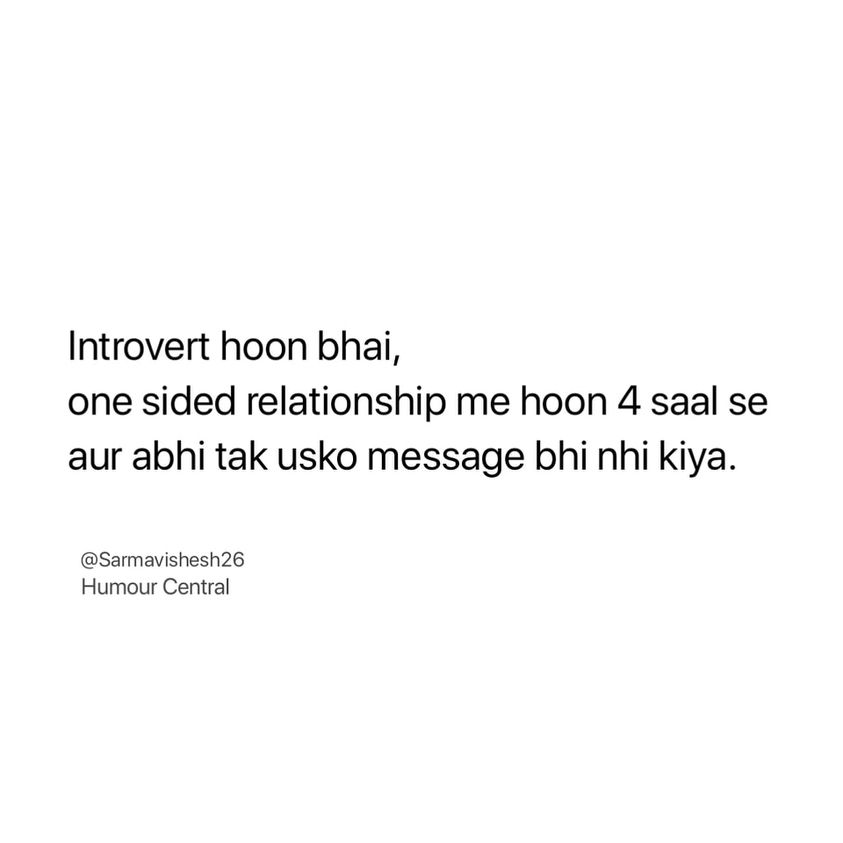 Introvert hoon bhai,
one sided relationship me hoon 4 saal se
aur abhi tak usko message bhi nhi kiya.
@Sarmavishesh26
Humour Central